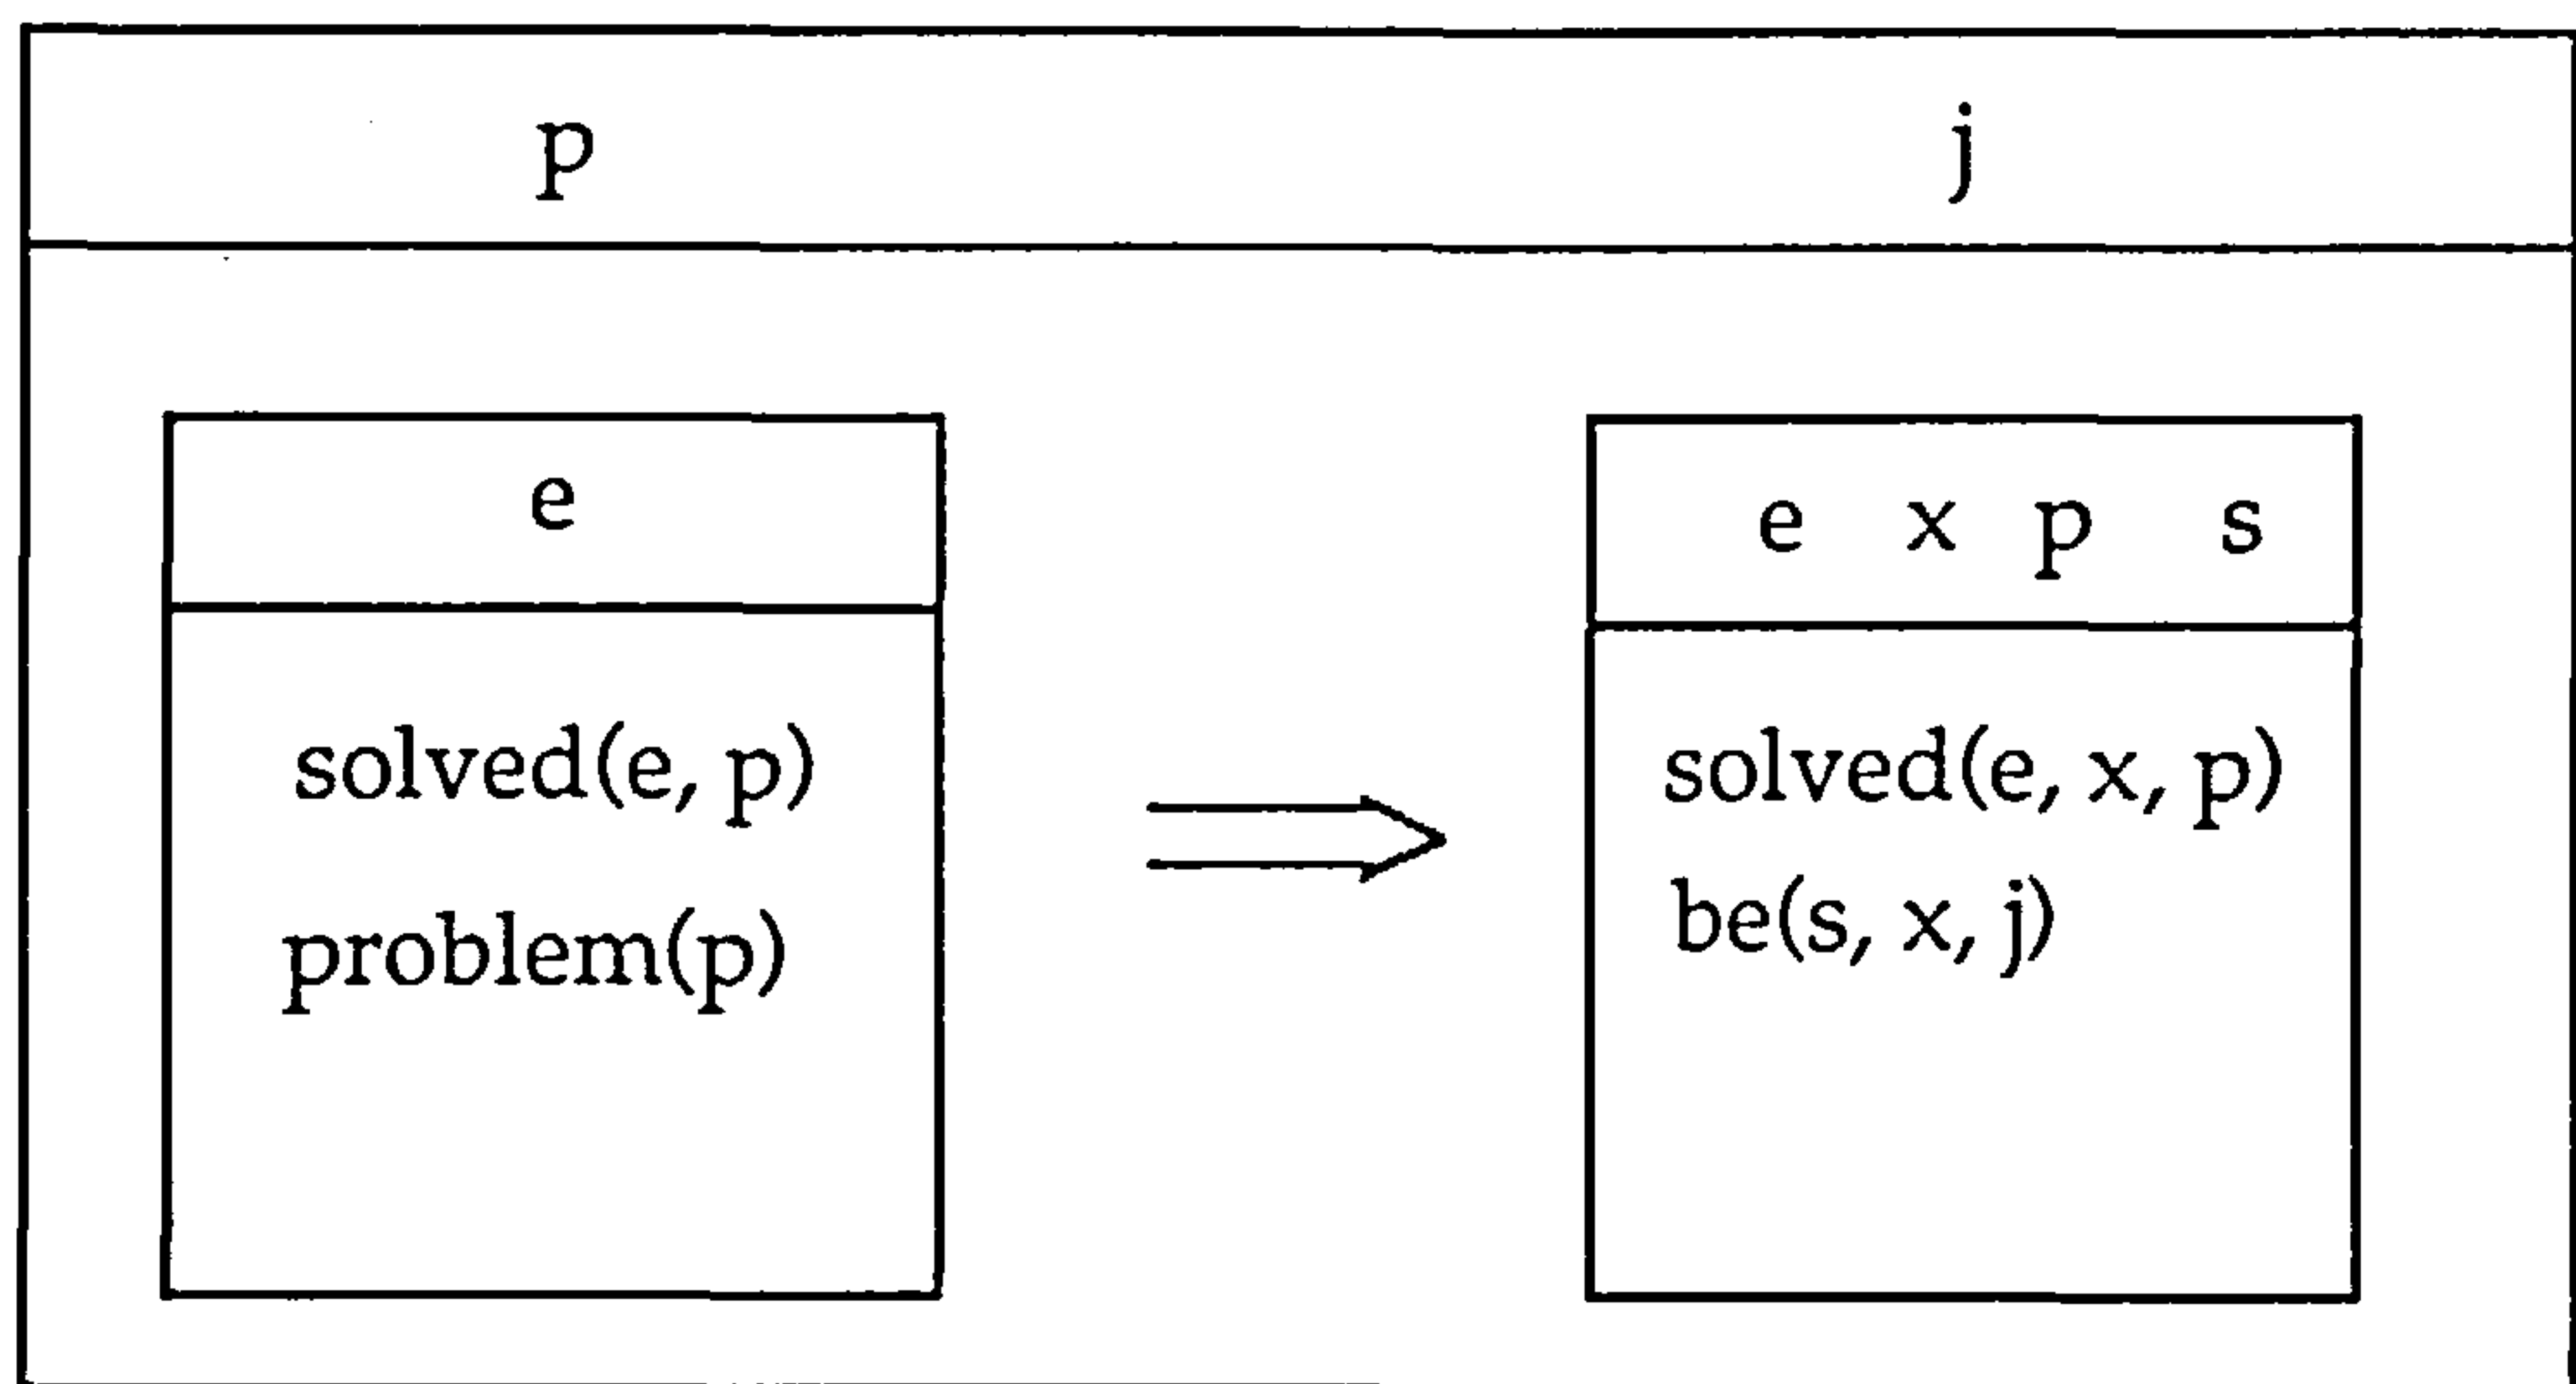 p j
e
e x p s
solved(e, p)
problem(p)
solved(e, x, p)
be(s, x, j)